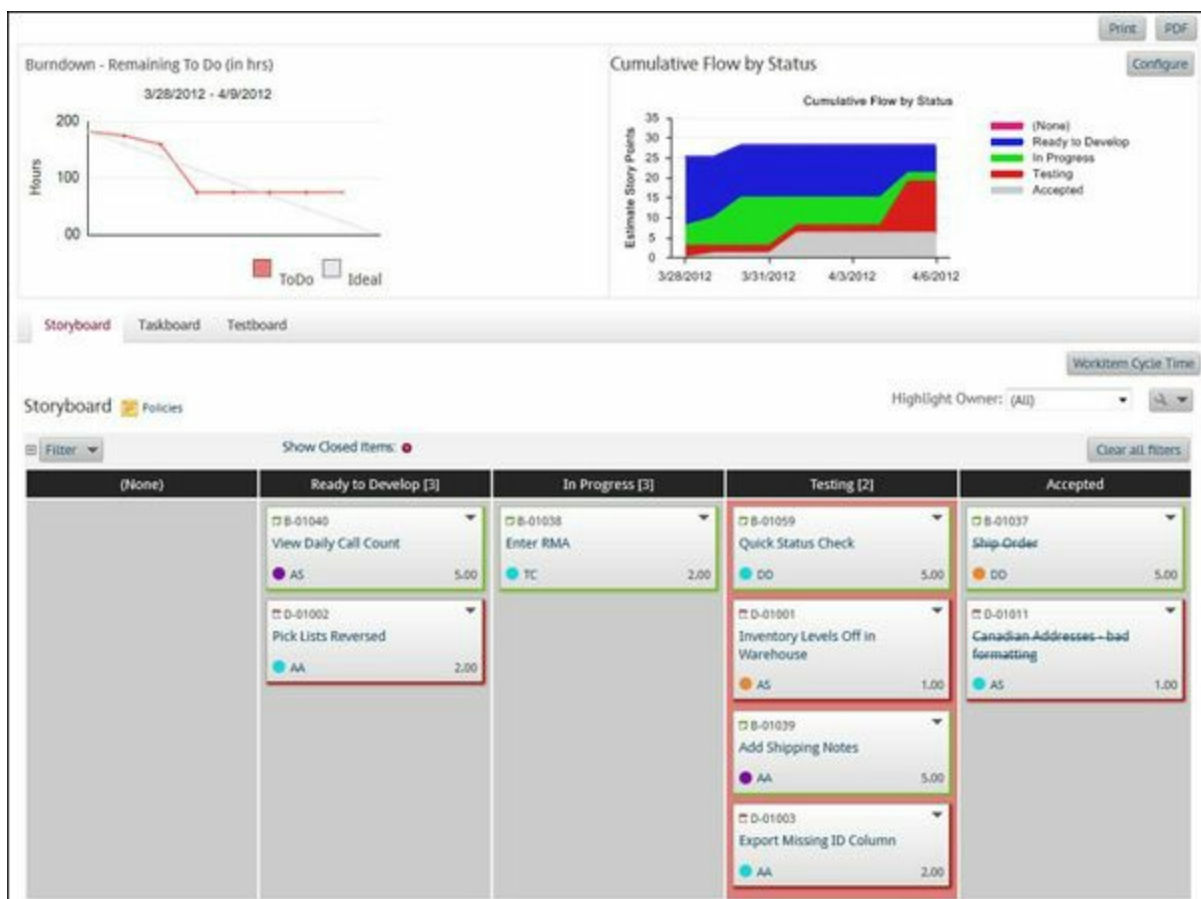 Print PDF
Burndown - Remaining To Do (in hrs)
3/28/2012 - 4/9/2012
200
100
00
Hours
ToDo Ideal
Cumulative Flow by Status
Configure
Cumulative Flow by Status
35
30
25
20
15
10
5
0
Estimate Story Points
3/28/2012 3/31/2012 4/3/2012 4/6/2012
(None)
Ready to Develop
In Progress
Testing
Accepted
Storyboard Taskboard Testboard
Workitem Cycle Time
Storyboard Policies
Highlight Owner: (All)
Filter
Show Closed Items:
Clear all filters
(None) Ready to Develop [3] In Progress [3] Testing [2] Accepted
B-01040
View Daily Call Count
AS 5.00
D-01002
Pick Lists Reversed
AA 2.00
B-01038
Enter RMA
TC 2.00
B-01059
Quick Status Check
DD 5.00
D-01001
Inventory Levels Off in
Warehouse
AS 1.00
B-01039
Add Shipping Notes
AA 5.00
D-01003
Export Missing ID Column
AA 2.00
B-01037
Ship Order
DD 5.00
D-01011
Canadian Addresses - bad
formatting
AS 1.00